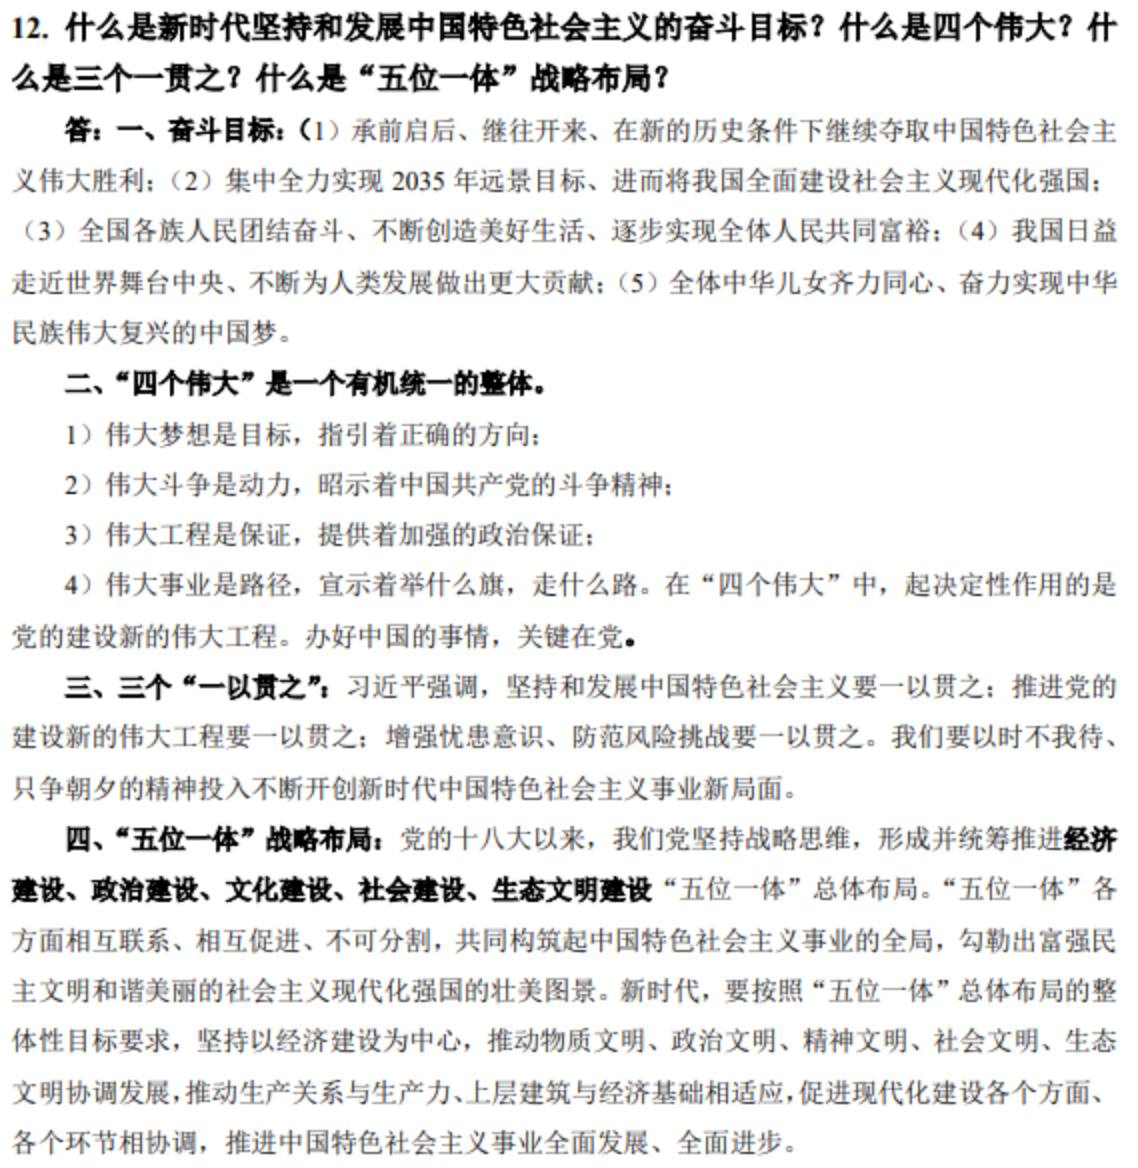 12. 什么是新时代坚持和发展中国特色社会主义的奋斗目标？什么是四个伟大？什
么是三个一贯之？什么是“五位一体”战略布局？
答：一、奋斗目标：（1）承前启后、继往开来、在新的历史条件下继续夺取中国特色社会主
义伟大胜利；（2）集中全力实现 2035 年远景目标、进而将我国全面建设社会主义现代化强国；
（3）全国各族人民团结奋斗、不断创造美好生活、逐步实现全体人民共同富裕；（4）我国日益
走近世界舞台中央、不断为人类发展做出更大贡献；（5）全体中华儿女齐力同心、奋力实现中华
民族伟大复兴的中国梦。
二、“四个伟大”是一个有机统一的整体。
1）伟大梦想是目标，指引着正确的方向；
2）伟大斗争是动力，昭示着中国共产党的斗争精神；
3）伟大工程是保证，提供着加强的政治保证；
4）伟大事业是路径，宣示着举什么旗，走什么路。在“四个伟大”中，起决定性作用的是
党的建设新的伟大工程。办好中国的事情，关键在党。
三、三个“一以贯之”：习近平强调，坚持和发展中国特色社会主义要一以贯之；推进党的
建设新的伟大工程要一以贯之；增强忧患意识、防范风险挑战要一以贯之。我们要以时不我待、
只争朝夕的精神投入不断开创新时代中国特色社会主义事业新局面。
四、“五位一体”战略布局：党的十八大以来，我们党坚持战略思维，形成并统筹推进经济
建设、政治建设、文化建设、社会建设、生态文明建设“五位一体”总体布局。“五位一体”各
方面相互联系、相互促进、不可分割，共同构筑起中国特色社会主义事业的全局，勾勒出富强民
主文明和谐美丽的社会主义现代化强国的壮美图景。新时代，要按照“五位一体”总体布局的整
体性目标要求，坚持以经济建设为中心，推动物质文明、政治文明、精神文明、社会文明、生态
文明协调发展，推动生产关系与生产力、上层建筑与经济基础相适应，促进现代化建设各个方面、
各个环节相协调，推进中国特色社会主义事业全面发展、全面进步。